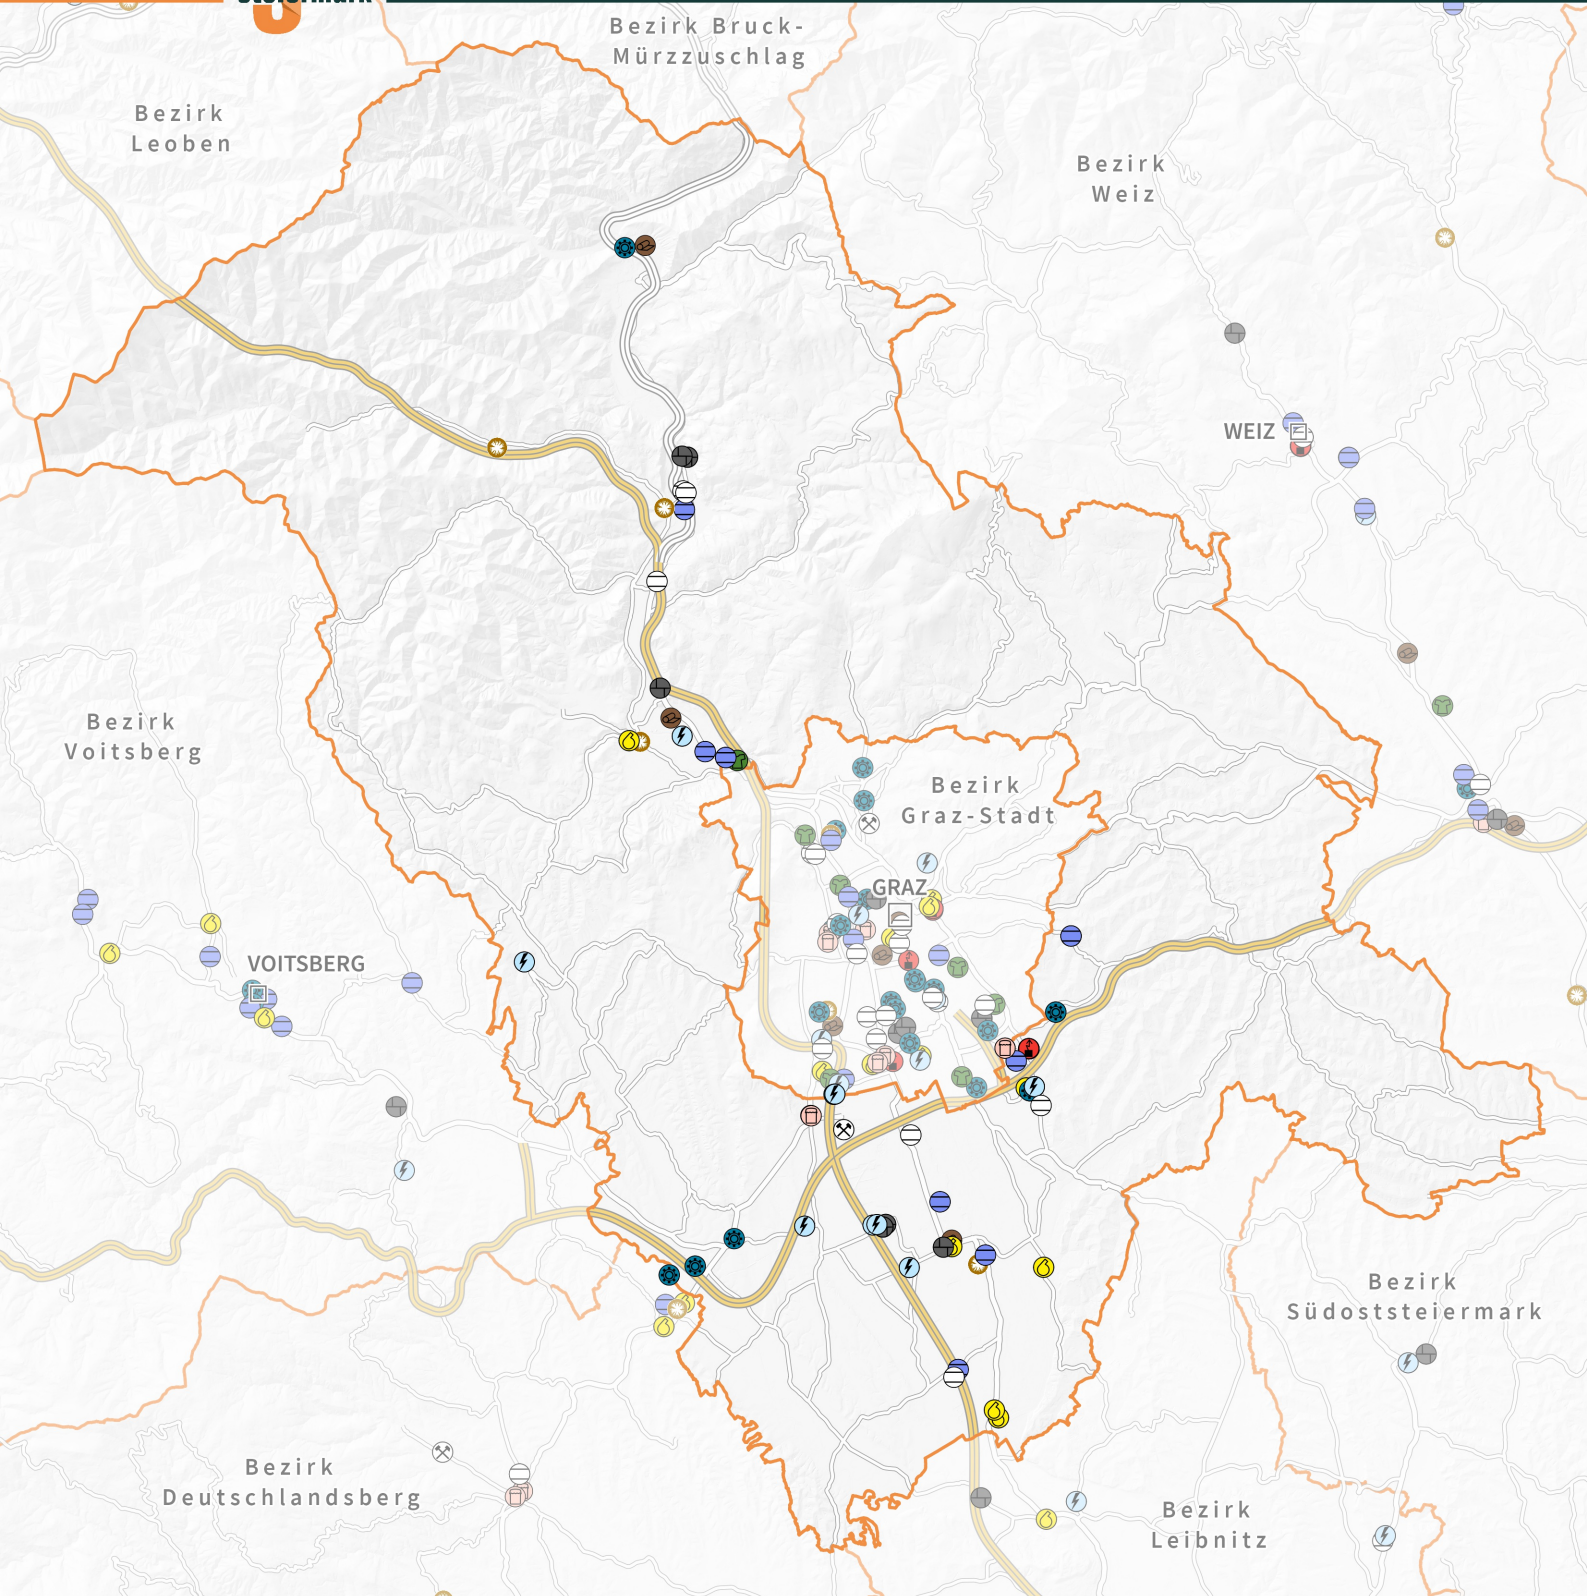 steiermark
Bezirk Bruck-
Mürzzuschlag
Bezirk
Leoben
Bezirk
Weiz
WEIZ
Bezirk
Voitsberg
Bezirk
Graz-Stadt
GRAZ
VOITSBERG
Bezirk
Südoststeiermark
Bezirk
Deutschlandsberg
Bezirk
Leibnitz